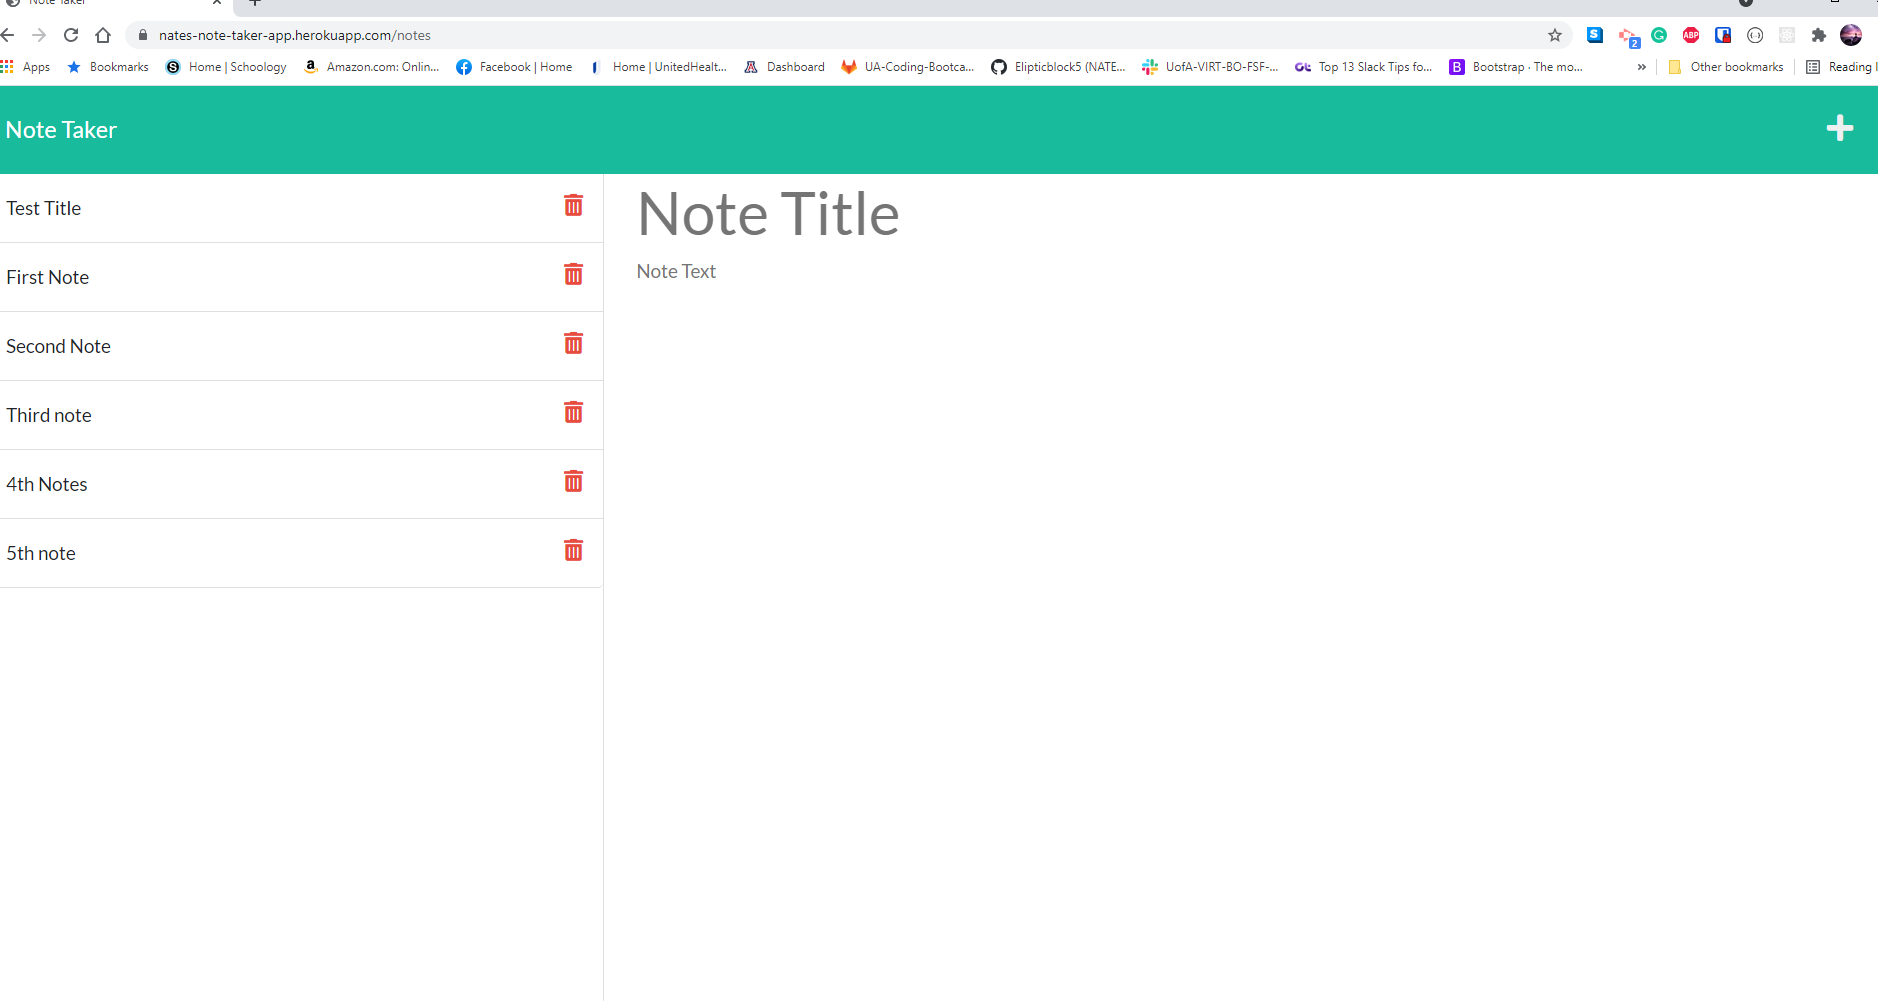 Note Taker
nates-note-taker-app.herokuapp.com/notes
2
ABP
Apps
Bookmarks
Home | Schoology
Amazon.com: Onlin...
Facebook | Home
Home | UnitedHealt...
Dashboard
UA-Coding-Bootca...
Elipticblock5 (NATE...
UofA-VIRT-BO-FSF-...
Top 13 Slack Tips fo...
Bootstrap · The mo...
»
Other bookmarks
Reading l
Note Taker
Test Title
First Note
Second Note
Third note
4th Notes
5th note
Note Title
Note Text